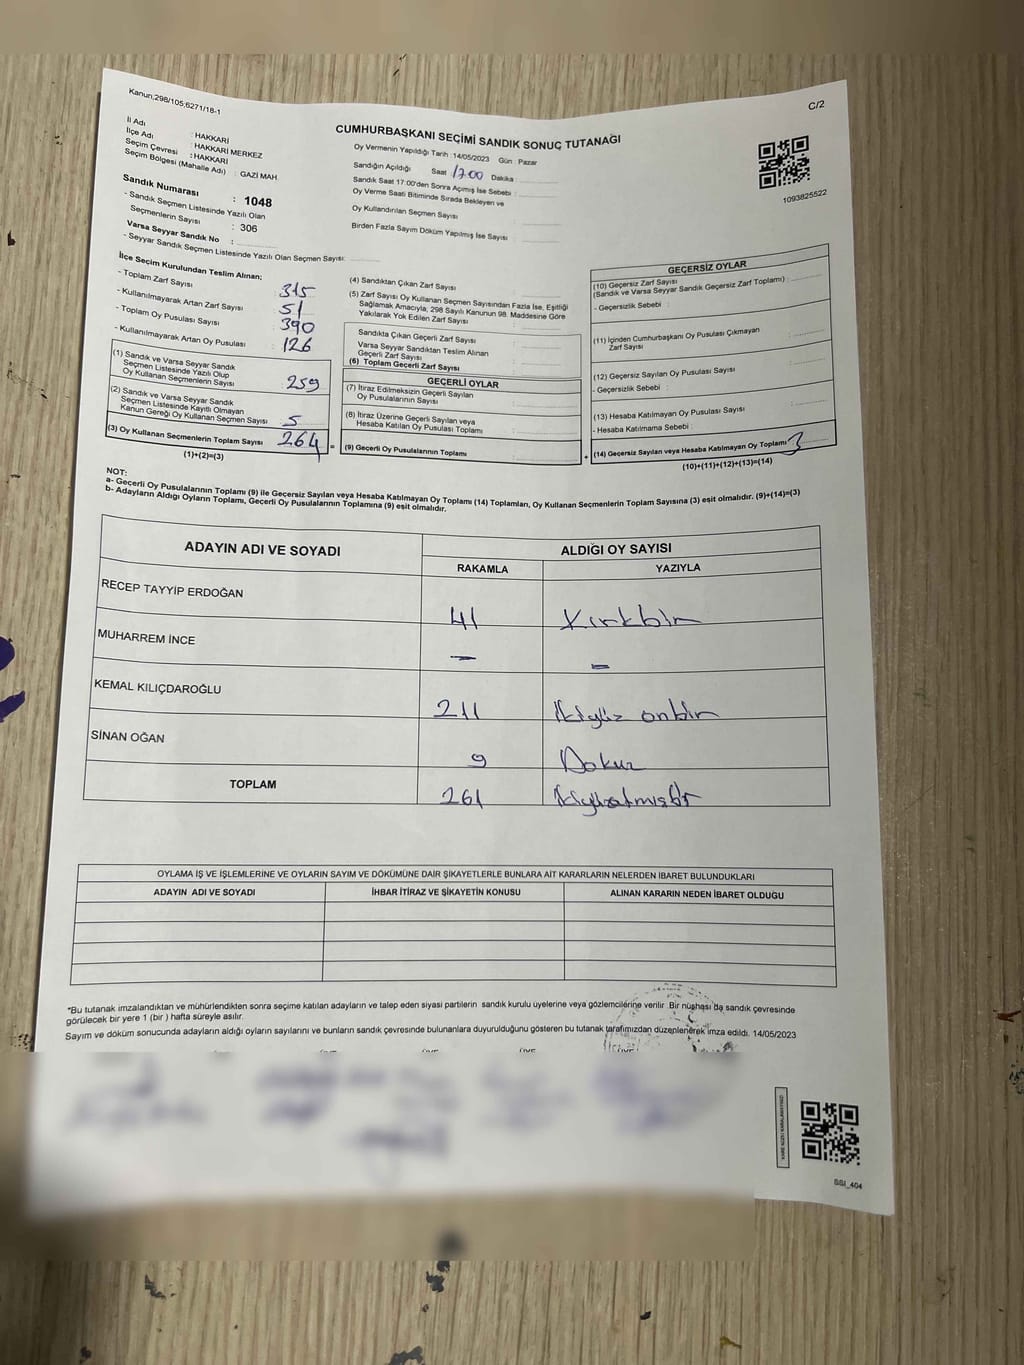 Kanun;298/105;6271/18-1
C/2
CUMHURBAŞKANI SEÇİMİ SANDIK SONUÇ TUTANAĞI
İl Adı : HAKKARİ
İlçe Adı : HAKKARİ MERKEZ
Seçim Çevresi : HAKKARİ
Seçim Bölgesi (Mahalle Adı) : GAZİ MAH.
Sandık Numarası : 1048
- Sandık Seçmen Listesinde Yazılı Olan
Seçmenlerin Sayısı : 306
Varsa Seyyar Sandık No :
- Seyyar Sandık Seçmen Listesinde Yazılı Olan Seçmen Sayısı:
Oy Vermenin Yapıldığı Tarih : 14/05/2023 Gün : Pazar
Sandığın Açıldığı Saat 17.00 Dakika :
Sandık Saat 17.00'den Sonra Açımış İse Sebebi :
Oy Verme Saati Bitiminde Sırada Bekleyen ve
Oy Kullandırılan Seçmen Sayısı :
Birden Fazla Sayım Döküm Yapılmış İse Sayısı :
1093825522
İlçe Seçim Kurulundan Teslim Alınan:
- Toplam Zarf Sayısı : 315
- Kullanılmayarak Artan Zarf Sayısı : 51
- Toplam Oy Pusulası Sayısı : 390
- Kullanılmayarak Artan Oy Pusulası : 126
(1) Sandık ve Varsa Seyyar Sandık
Seçmen Listesinde Yazılı Olup
Oy Kullanan Seçmenlerin Sayısı : 259
(2) Sandık ve Varsa Seyyar Sandık
Seçmen Listesinde Kayıtlı Olmayan
Kanun Gereği Oy Kullanan Seçmen Sayısı : 5
(3) Oy Kullanan Seçmenlerin Toplam Sayısı : 264
(1)+(2)=(3)
(4) Sandıktan Çıkan Zarf Sayısı :
(5) Zarf Sayısı Oy Kullanan Seçmen Sayısından Fazla İse, Eşitliği
Sağlamak Amacıyla, 298 Sayılı Kanunun 98. Maddesine Göre
Yakılarak Yok Edilen Zarf Sayısı :
Sandıkta Çıkan Geçerli Zarf Sayısı :
Varsa Seyyar Sandıktan Teslim Alınan
Geçerli Zarf Sayısı :
(6) Toplam Geçerli Zarf Sayısı :
GEÇERLİ OYLAR
(7) İtiraz Edilmeksizin Geçerli Sayılan
Oy Pusulalarının Sayısı :
(8) İtiraz Üzerine Geçerli Sayılan veya
Hesaba Katılan Oy Pusulası Toplamı :
= (9) Geçerli Oy Pusulalarının Toplamı
GEÇERSİZ OYLAR
(10) Geçersiz Zarf Sayısı
(Sandık ve Varsa Seyyar Sandık Geçersiz Zarf Toplamı) :
- Geçersizlik Sebebi :
(11) İçinden Cumhurbaşkanı Oy Pusulası Çıkmayan
Zarf Sayısı :
(12) Geçersiz Sayılan Oy Pusulası Sayısı :
- Geçersizlik Sebebi :
(13) Hesaba Katılmayan Oy Pusulası Sayısı :
- Hesaba Katılmama Sebebi :
+ (14) Geçersiz Sayılan veya Hesaba Katılmayan Oy Toplamı : 3
(10)+(11)+(12)+(13)=(14)
NOT:
a- Geçerli Oy Pusulalarının Toplamı (9) ile Geçersiz Sayılan veya Hesaba Katılmayan Oy Toplamı (14) Toplamları, Oy Kullanan Seçmenlerin Toplam Sayısına (3) eşit olmalıdır. (9)+(14)=(3)
b- Adayların Aldığı Oyların Toplamı, Geçerli Oy Pusulalarının Toplamına (9) eşit olmalıdır.
ADAYIN ADI VE SOYADI ALDIĞI OY SAYISI
RAKAMLA YAZIYLA
RECEP TAYYİP ERDOĞAN 41 Kırkbir
MUHARREM İNCE - -
KEMAL KILIÇDAROĞLU 211 İkiyüz onbir
SİNAN OĞAN 9 Dokuz
TOPLAM 261 İkiyüzatmışbir
OYLAMA İŞ VE İŞLEMLERİNE VE OYLARIN SAYIM VE DÖKÜMÜNE DAİR ŞİKAYETLERLE BUNLARA AİT KARARLARIN NELERDEN İBARET BULUNDUKLARI
ADAYIN ADI VE SOYADI İHBAR İTİRAZ VE ŞİKAYETİN KONUSU ALINAN KARARIN NEDEN İBARET OLDUĞU
*Bu tutanak imzalandıktan ve mühürlendikten sonra seçime katılan adayların ve talep eden siyasi partilerin sandık kurulu üyelerine veya gözlemcilerine verilir. Bir nüshası da sandık çevresinde
görülecek bir yere 1 (bir ) hafta süreyle asılır.
Sayım ve döküm sonucunda adayların aldığı oyların sayılarını ve bunların sandık çevresinde bulunanlara duyurulduğunu gösteren bu tutanak tarafımızdan düzenlenerek imza edildi. 14/05/2023
SSI_404